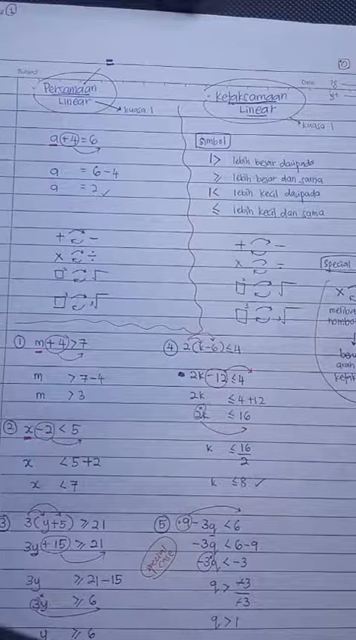 =
Persamaan
Linear
kuasa 1
a+4=6
a = 6-4
a = 2 ✓
+ ⇄ -
× ⇄ ÷
□² ⇄ √
□³ ⇄ ∛
Ketaksamaan
Linear
kuasa 1
Simbol
> lebih besar daripada
≥ lebih besar dan sama
< lebih kecil daripada
≤ lebih kecil dan sama
+ ⇄ -
× ⇄ ÷
□² ⇄ √
□³ ⇄ ∛
Special
① m+4>7
m >7-4
m >3
② x-2<5
x <5+2
x <7
3 3(y+5) ≥21
3y+15 ≥21
3y ≥21-15
3y ≥6
y ≥ 6
④ 2(k-6)≤4
2k-12≤4
2k ≤4+12
2k ≤16
k ≤ 16/2
k ≤8 ✓
⑤ 9-3q <6
special case
-3q <6-9
-3q <-3
q > -3/-3
q >1